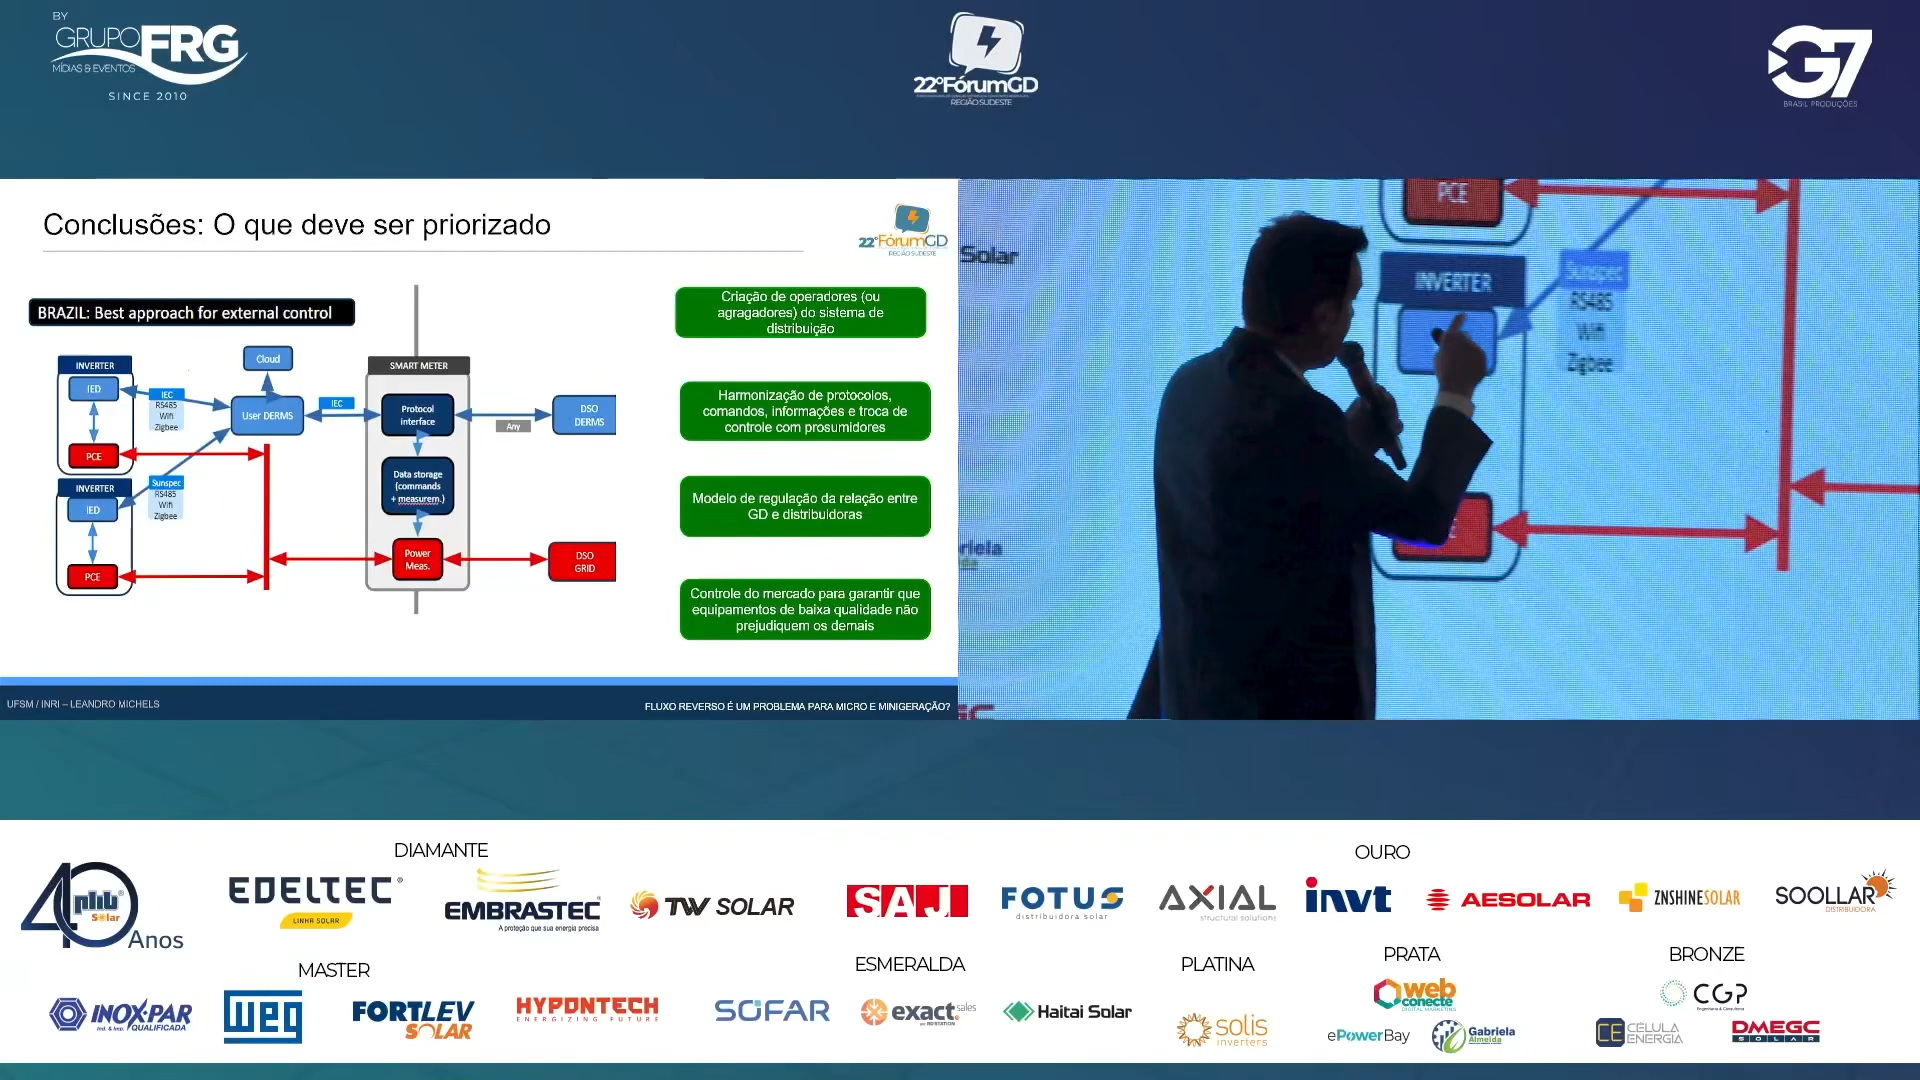 BY
GRUPO FRG
MÍDIAS & EVENTOS
SINCE 2010
22ºFórumGD
REGIÃO SUDESTE
G7
BRASIL PRODUÇÕES
Conclusões: O que deve ser priorizado
22ºFórumGD
REGIÃO SUDESTE
BRAZIL: Best approach for external control
INVERTER
IED
PCE
IEC
RS485
Wifi
Zigbee
INVERTER
IED
PCE
Sunspec
RS485
Wifi
Zigbee
Cloud
User DERMS
IEC
SMART METER
Protocol
interface
Data storage
(commands
+ measurem.)
Power
Meas.
Any
DSO
DERMS
DSO
GRID
Criação de operadores (ou
agragadores) do sistema de
distribuição
Harmonização de protocolos,
comandos, informações e troca de
controle com prosumidores
Modelo de regulação da relação entre
GD e distribuidoras
Controle do mercado para garantir que
equipamentos de baixa qualidade não
prejudiquem os demais
UFSM / INRI – LEANDRO MICHELS
FLUXO REVERSO É UM PROBLEMA PARA MICRO E MINIGERAÇÃO?
Solar
PCE
INVERTER
Sunspec
RS485
Wifi
Zigbee
DIAMANTE
OURO
40 Anos
phb Solar
EDELTEC
LINHA SOLAR
EMBRASTEC
A proteção que sua energia precisa
TW SOLAR
SAJ
FOTUS
distribuidora solar
AXIAL
structural solutions
invt
AESOLAR
ZNSHINESOLAR
SOOLLAR
DISTRIBUIDORA
MASTER
ESMERALDA
PLATINA
PRATA
BRONZE
INOX-PAR
Ind. & Imp. QUALIFICADA
WEG
FORTLEV
SOLAR
HYPONTECH
ENERGIZING FUTURE
SOFAR
exact sales
Haitai Solar
solis
inverters
web
conecte
DIGITAL MARKETING
ePowerBay
Gabriela
Almeida
CGP
Engenharia & Consultoria
CE CÉLULA
ENERGIA
DMEGC
SOLAR